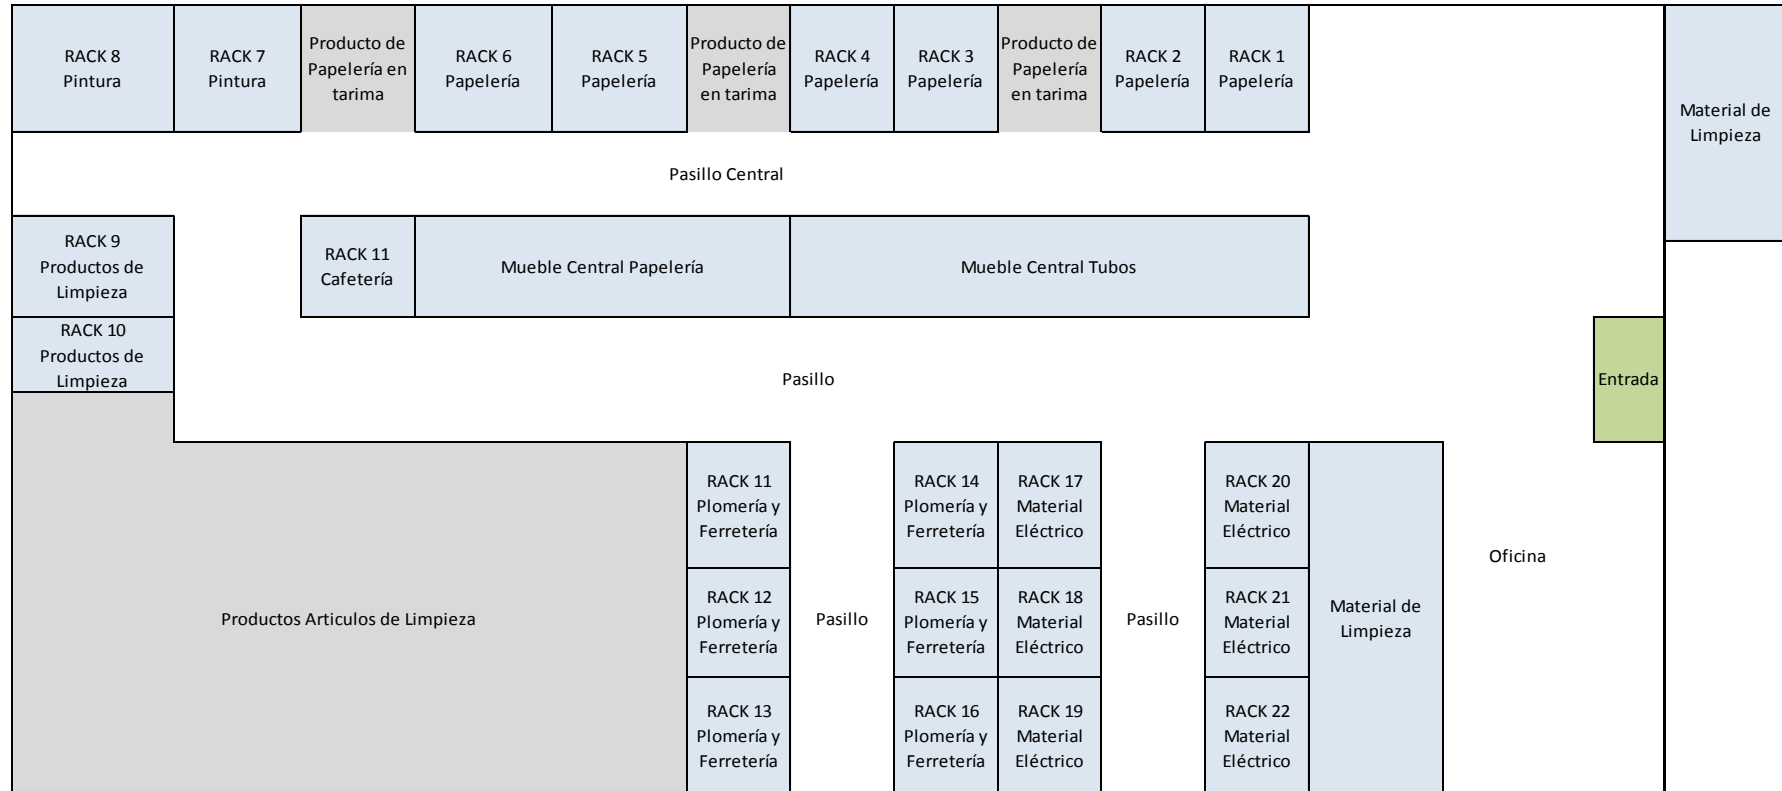 RACK 8
Pintura
RACK 7
Pintura
Producto de
Papelería en
tarima
RACK 6
Papelería
RACK 5
Papelería
Producto de
Papelería
en tarima
RACK 4
Papelería
RACK 3
Papelería
Producto de
Papelería
en tarima
RACK 2
Papelería
RACK 1
Papelería
Material de
Limpieza
Pasillo Central
RACK 9
Productos de
Limpieza
RACK 11
Cafetería
Mueble Central Papelería
Mueble Central Tubos
RACK 10
Productos de
Limpieza
Pasillo
Entrada
RACK 11
Plomería y
Ferretería
RACK 14
Plomería y
Ferretería
RACK 17
Material
Eléctrico
RACK 20
Material
Eléctrico
Oficina
Productos Articulos de Limpieza
RACK 12
Plomería y
Ferretería
Pasillo
RACK 15
Plomería y
Ferretería
RACK 18
Material
Eléctrico
Pasillo
RACK 21
Material
Eléctrico
Material de
Limpieza
RACK 13
Plomería y
Ferretería
RACK 16
Plomería y
Ferretería
RACK 19
Material
Eléctrico
RACK 22
Material
Eléctrico